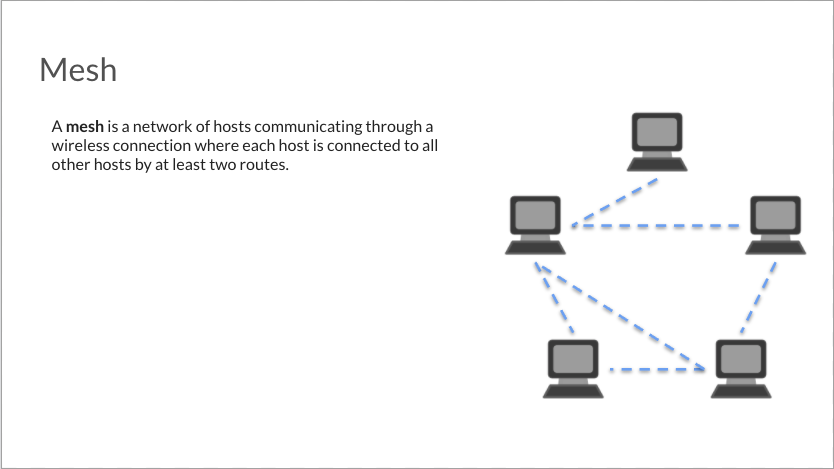 Mesh
A mesh is a network of hosts communicating through a
wireless connection where each host is connected to all
other hosts by at least two routes.